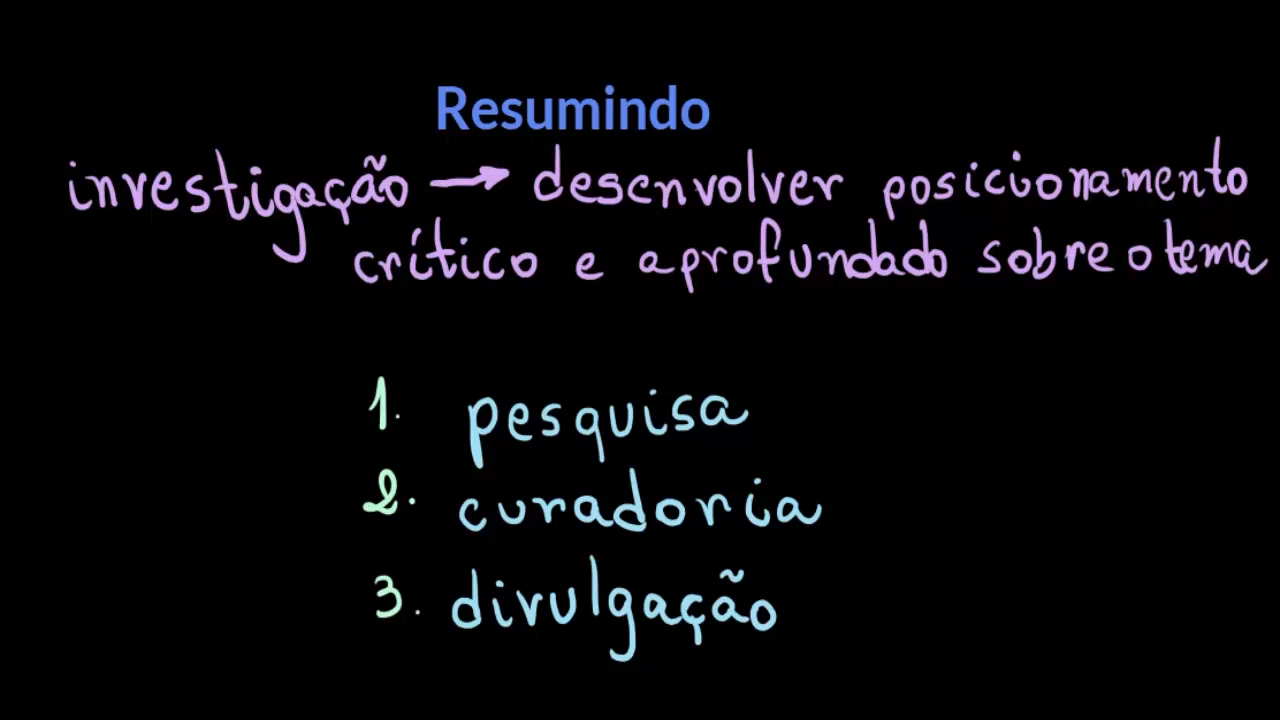 Resumindo
investigação → desenvolver posicionamento
crítico e aprofundado sobre o tema
1. pesquisa
2. curadoria
3. divulgação